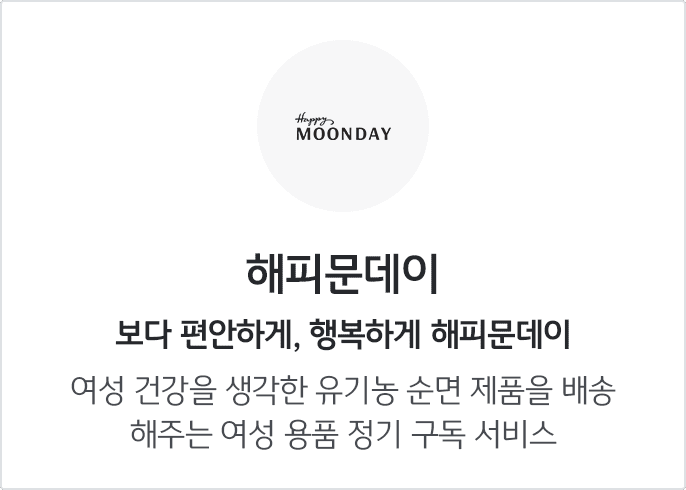 Happy
MOONDAY
해피문데이
보다 편안하게, 행복하게 해피문데이
여성 건강을 생각한 유기농 순면 제품을 배송
해주는 여성 용품 정기 구독 서비스